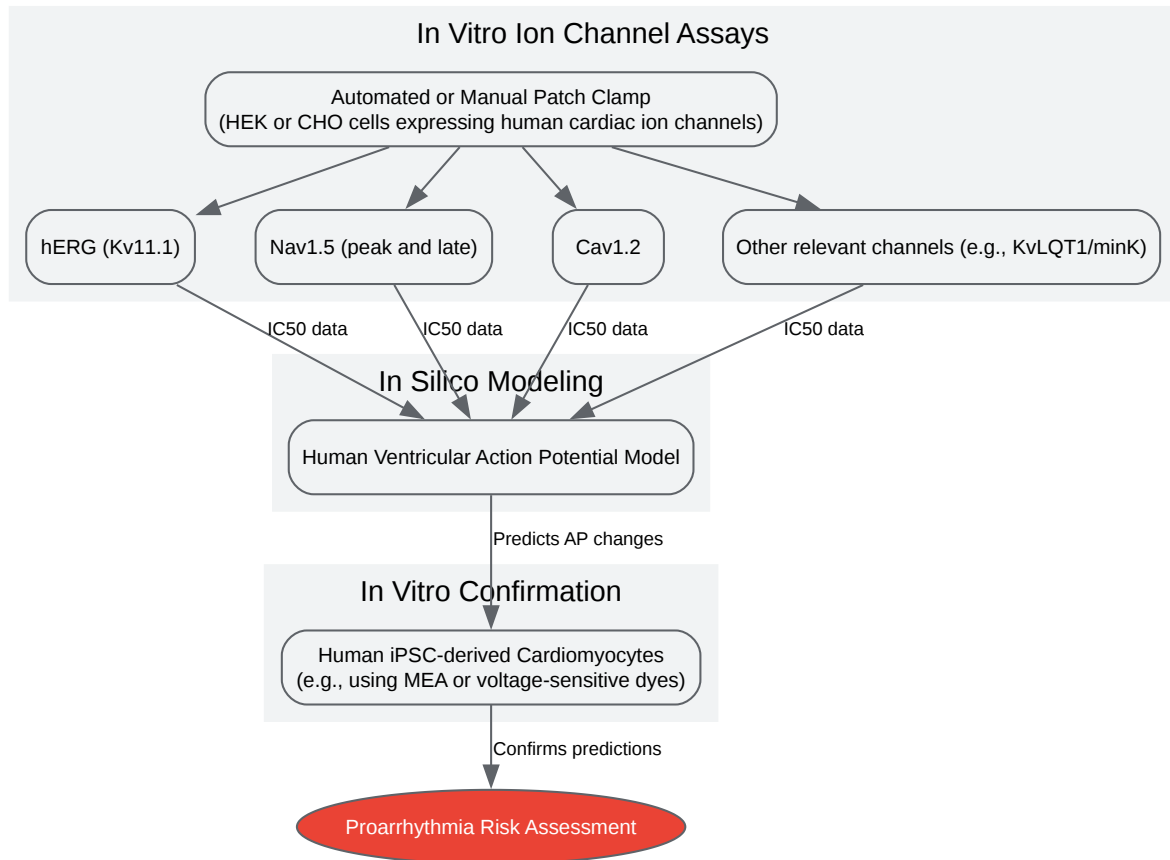 In Vitro Ion Channel Assays
Automated or Manual Patch Clamp
(HEK or CHO cells expressing human cardiac ion channels)
hERG (Kv11.1)
Nav1.5 (peak and late)
Cav1.2
Other relevant channels (e.g., KvLQT1/minK)
IC50 data
IC50 data
IC50 data
IC50 data
In Silico Modeling
Human Ventricular Action Potential Model
Predicts AP changes
In Vitro Confirmation
Human iPSC-derived Cardiomyocytes
(e.g., using MEA or voltage-sensitive dyes)
Confirms predictions
Proarrhythmia Risk Assessment